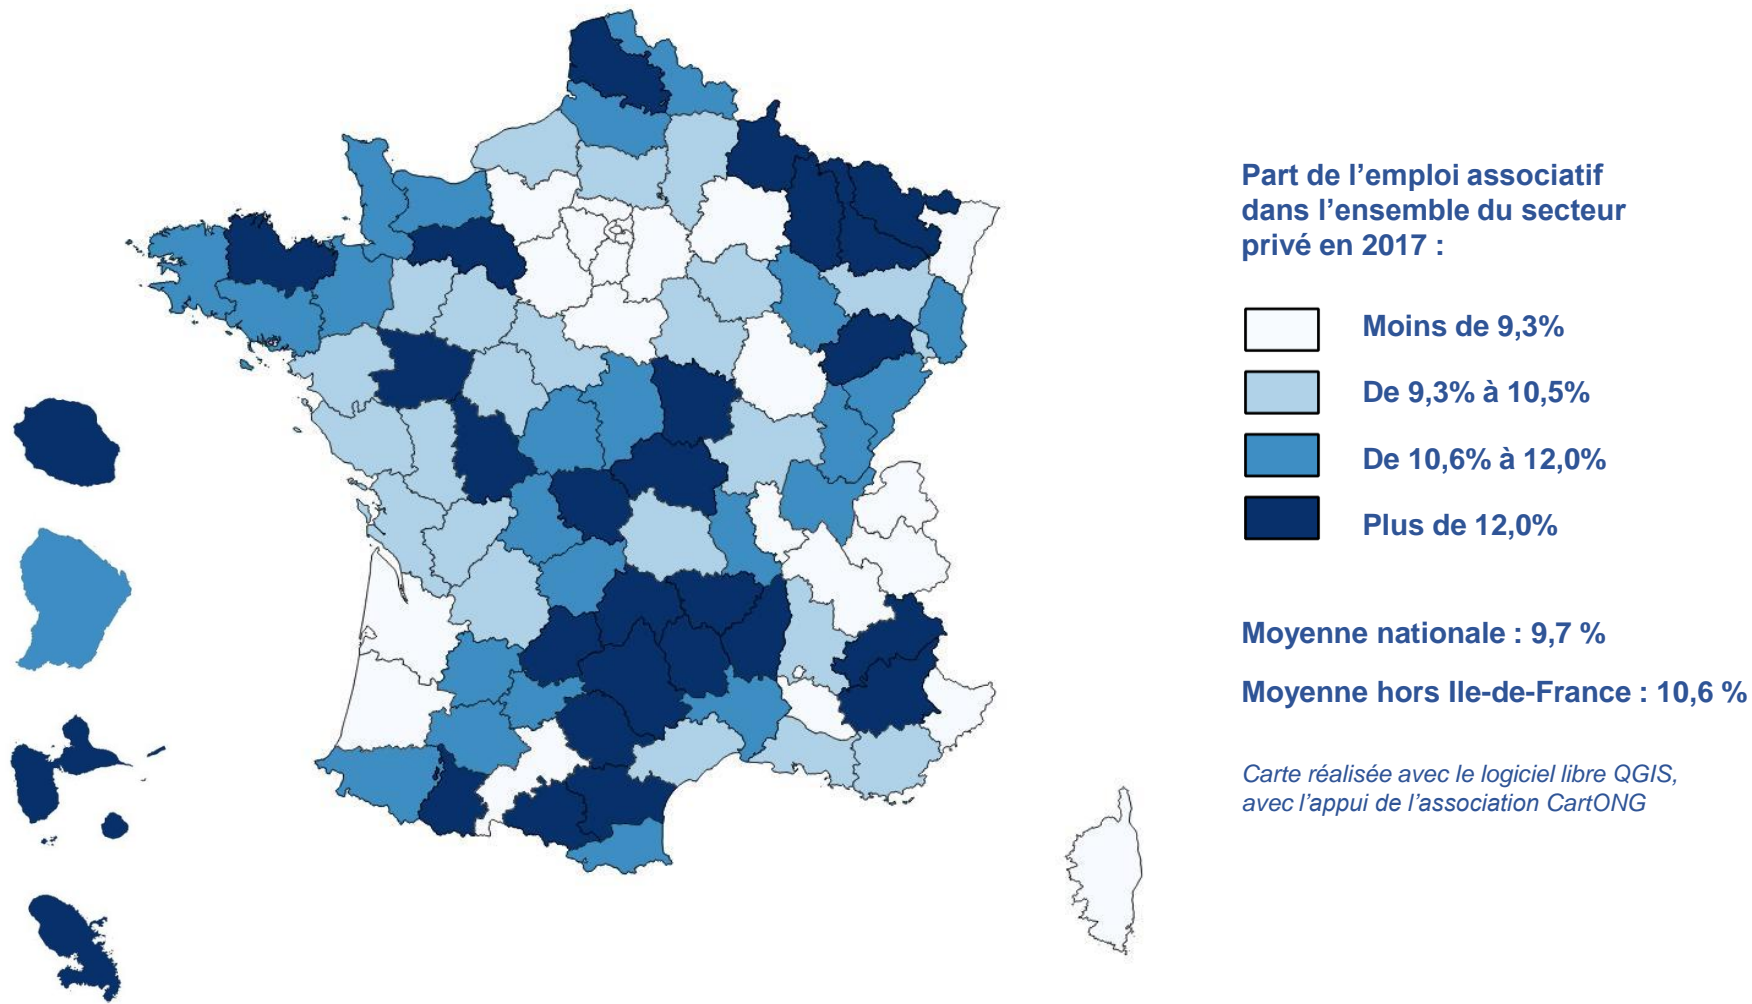 Part de l’emploi associatif
dans l’ensemble du secteur
privé en 2017 :
Moins de 9,3%
De 9,3% à 10,5%
De 10,6% à 12,0%
Plus de 12,0%
Moyenne nationale : 9,7 %
Moyenne hors Ile-de-France : 10,6 %
Carte réalisée avec le logiciel libre QGIS,
avec l’appui de l’association CartONG